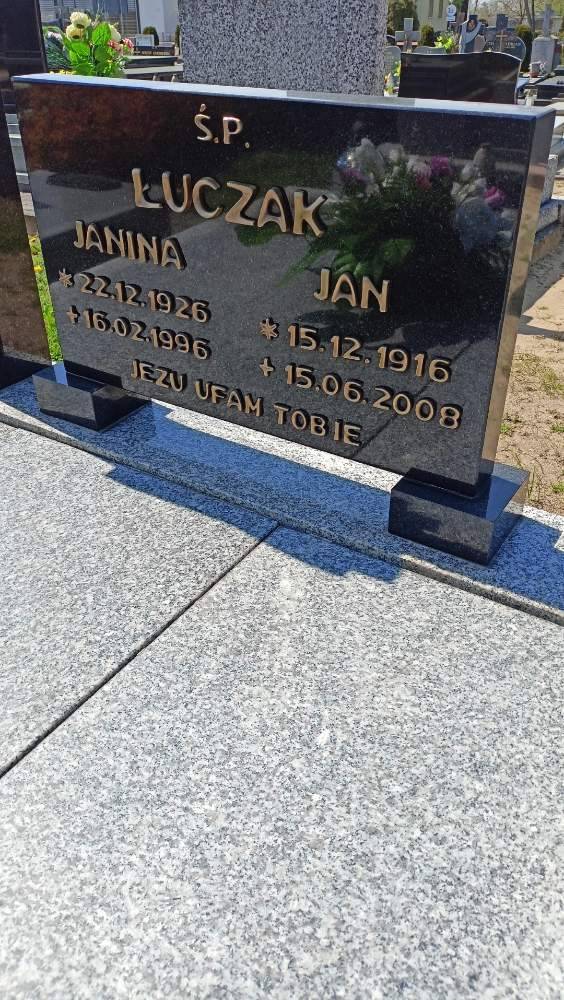 Ś.P.
ŁUCZAK
JANINA
* 22.12.1926
+ 16.02.1996
JAN
* 15.12.1916
+ 15.06.2008
JEZU UFAM TOBIE